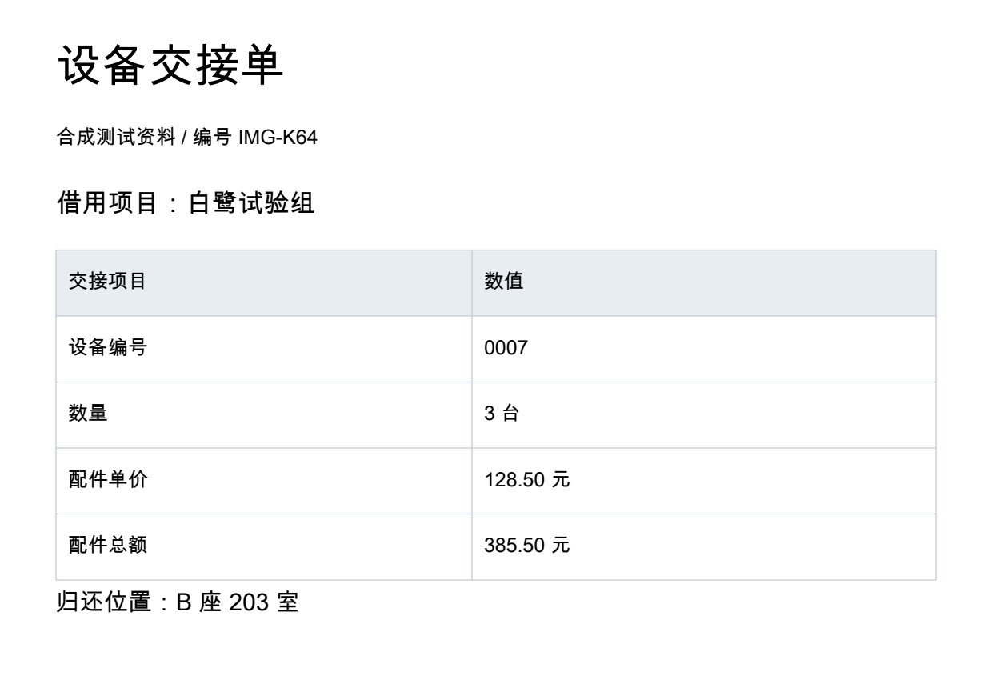 设备交接单
合成测试资料 / 编号 IMG-K64
借用项目：白鹭试验组
交接项目 数值
设备编号 0007
数量 3 台
配件单价 128.50 元
配件总额 385.50 元
归还位置：B 座 203 室